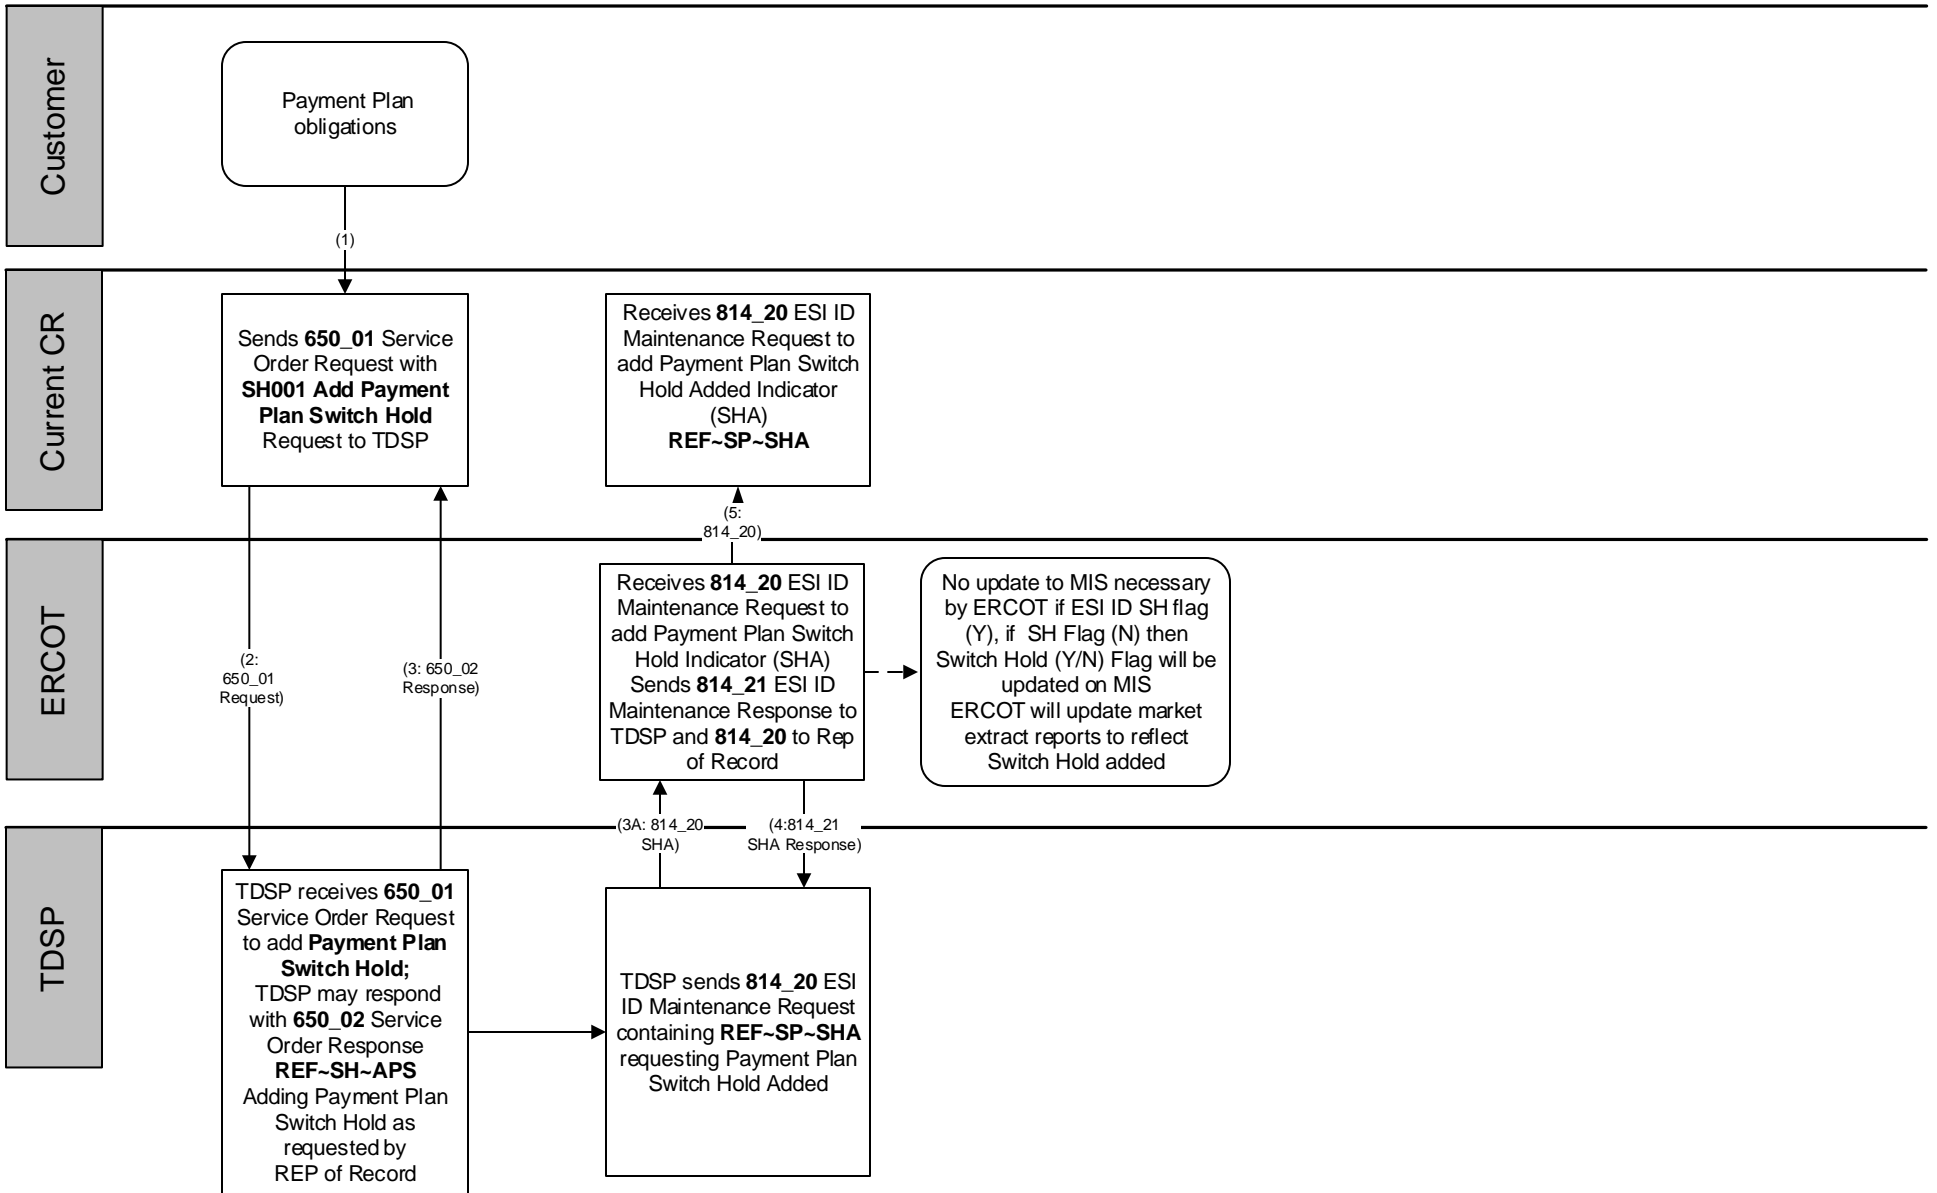 Customer
Payment Plan
obligations
(1)
Current CR
Sends 650_01 Service
Order Request with
SH001 Add Payment
Plan Switch Hold
Request to TDSP
Receives 814_20 ESI ID
Maintenance Request to
add Payment Plan Switch
Hold Added Indicator
(SHA)
REF~SP~SHA
(5:
814_20)
ERCOT
(2:
650_01
Request)
(3: 650_02
Response)
Receives 814_20 ESI ID
Maintenance Request to
add Payment Plan Switch
Hold Indicator (SHA)
Sends 814_21 ESI ID
Maintenance Response to
TDSP and 814_20 to Rep
of Record
No update to MIS necessary
by ERCOT if ESI ID SH flag
(Y), if SH Flag (N) then
Switch Hold (Y/N) Flag will be
updated on MIS
ERCOT will update market
extract reports to reflect
Switch Hold added
(3A: 814_20
SHA)
(4:814_21
SHA Response)
TDSP
TDSP receives 650_01
Service Order Request
to add Payment Plan
Switch Hold;
TDSP may respond
with 650_02 Service
Order Response
REF~SH~APS
Adding Payment Plan
Switch Hold as
requested by
REP of Record
TDSP sends 814_20 ESI
ID Maintenance Request
containing REF~SP~SHA
requesting Payment Plan
Switch Hold Added